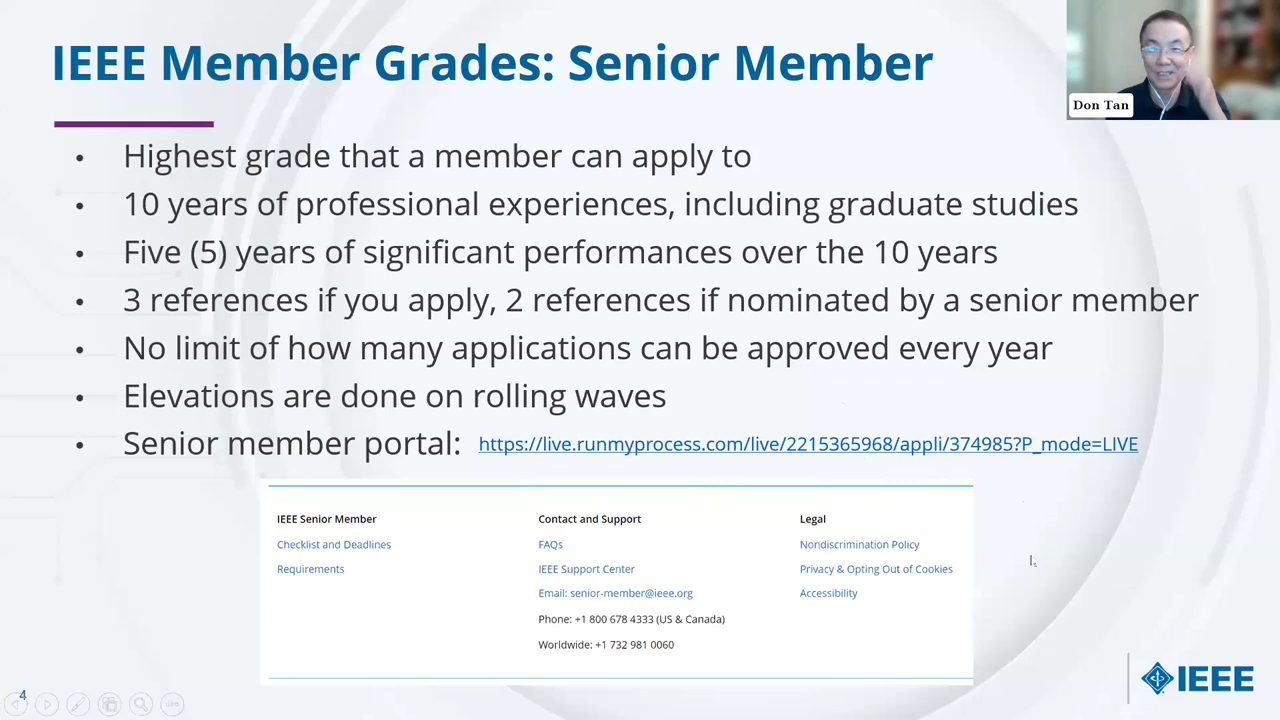 IEEE Member Grades: Senior Member
Don Tan
• Highest grade that a member can apply to
• 10 years of professional experiences, including graduate studies
• Five (5) years of significant performances over the 10 years
• 3 references if you apply, 2 references if nominated by a senior member
• No limit of how many applications can be approved every year
• Elevations are done on rolling waves
• Senior member portal: https://live.runmyprocess.com/live/2215365968/appli/374985?P_mode=LIVE
IEEE Senior Member
Checklist and Deadlines
Requirements
Contact and Support
FAQs
IEEE Support Center
Email: senior-member@ieee.org
Phone: +1 800 678 4333 (US & Canada)
Worldwide: +1 732 981 0060
Legal
Nondiscrimination Policy
Privacy & Opting Out of Cookies
Accessibility
4
IEEE